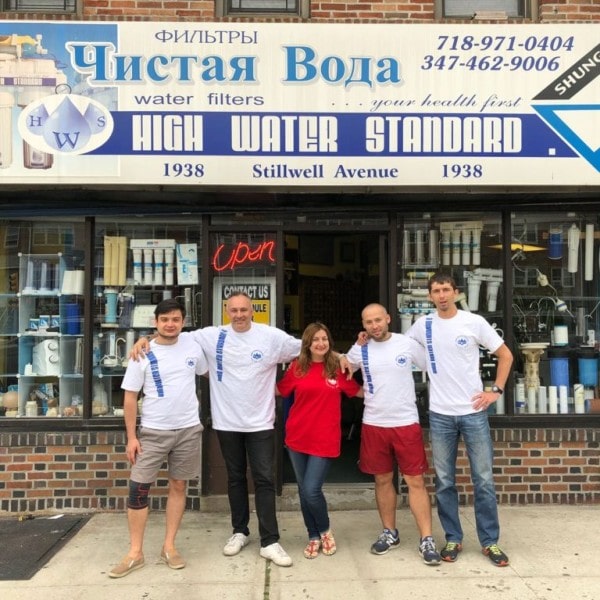 ФИЛЬТРЫ
Чистая Вода
718-971-0404
347-462-9006
water filters
...your health first
SHUNG
H W S
HIGH WATER STANDARD.
1938 Stillwell Avenue 1938
open
CONTACT US